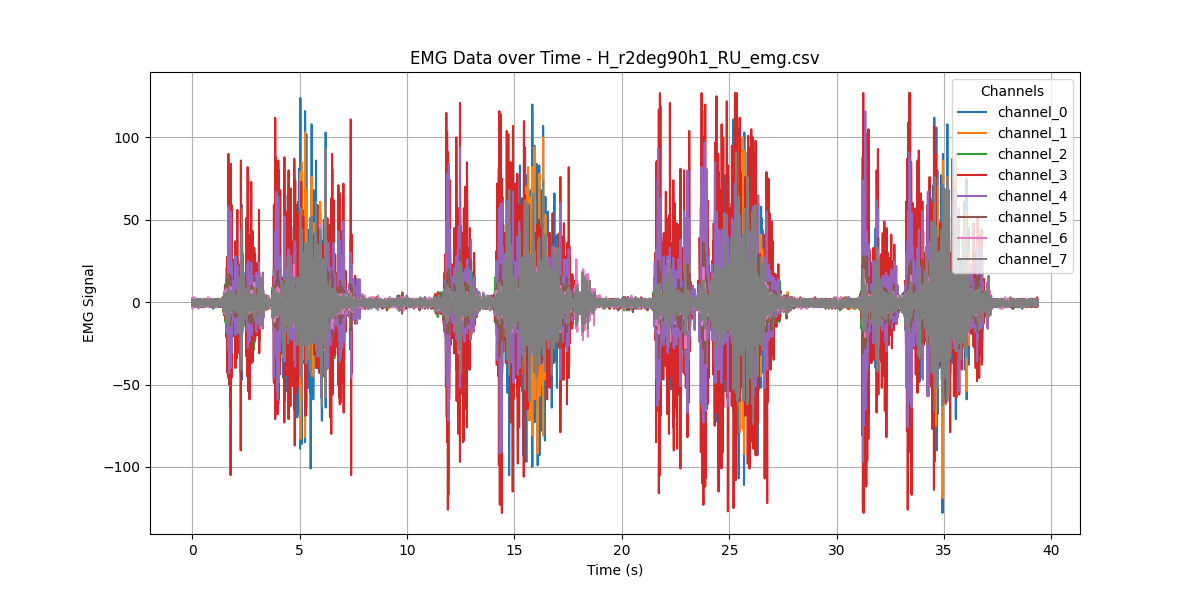 EMG Data over Time - H_r2deg90h1_RU_emg.csv
Channels
channel_0
channel_1
channel_2
channel_3
channel_4
channel_5
channel_6
channel_7
100
50
0
−50
−100
EMG Signal
0 5 10 15 20 25 30 35 40
Time (s)